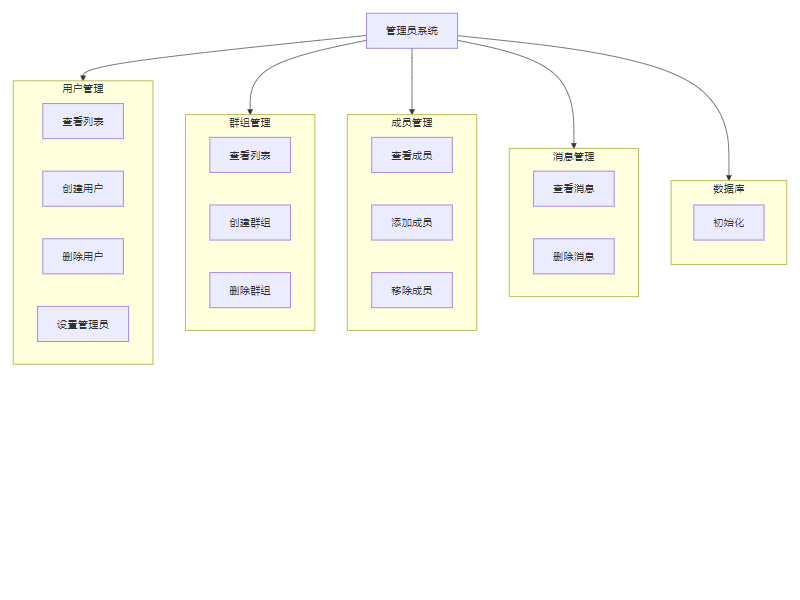 管理员系统
用户管理
查看列表
创建用户
删除用户
设置管理员
群组管理
查看列表
创建群组
删除群组
成员管理
查看成员
添加成员
移除成员
消息管理
查看消息
删除消息
数据库
初始化